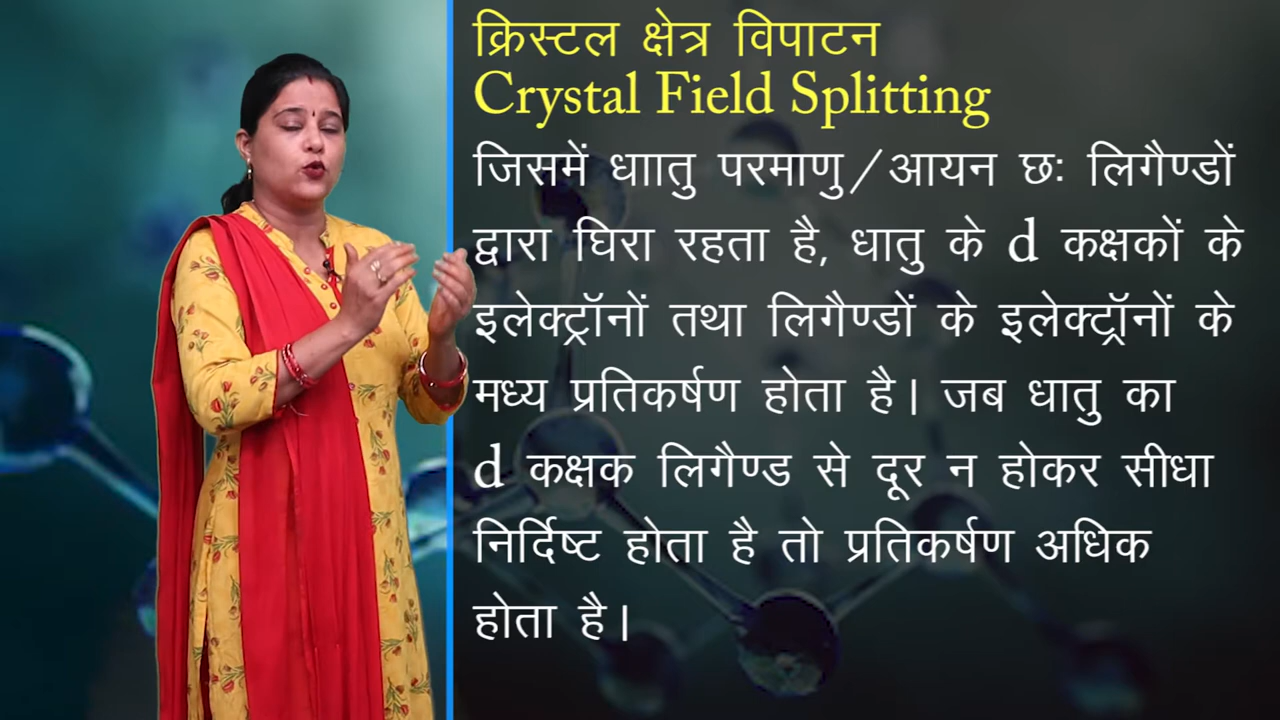 क्रिस्टल क्षेत्र विपाटन
Crystal Field Splitting
जिसमें धाातु परमाणु/आयन छः लिगैण्डों
द्वारा घिरा रहता है, धातु के d कक्षकों के
इलेक्ट्रॉनों तथा लिगैण्डों के इलेक्ट्रॉनों के
मध्य प्रतिकर्षण होता है। जब धातु का
d कक्षक लिगैण्ड से दूर न होकर सीधा
निर्दिष्ट होता है तो प्रतिकर्षण अधिक
होता है।